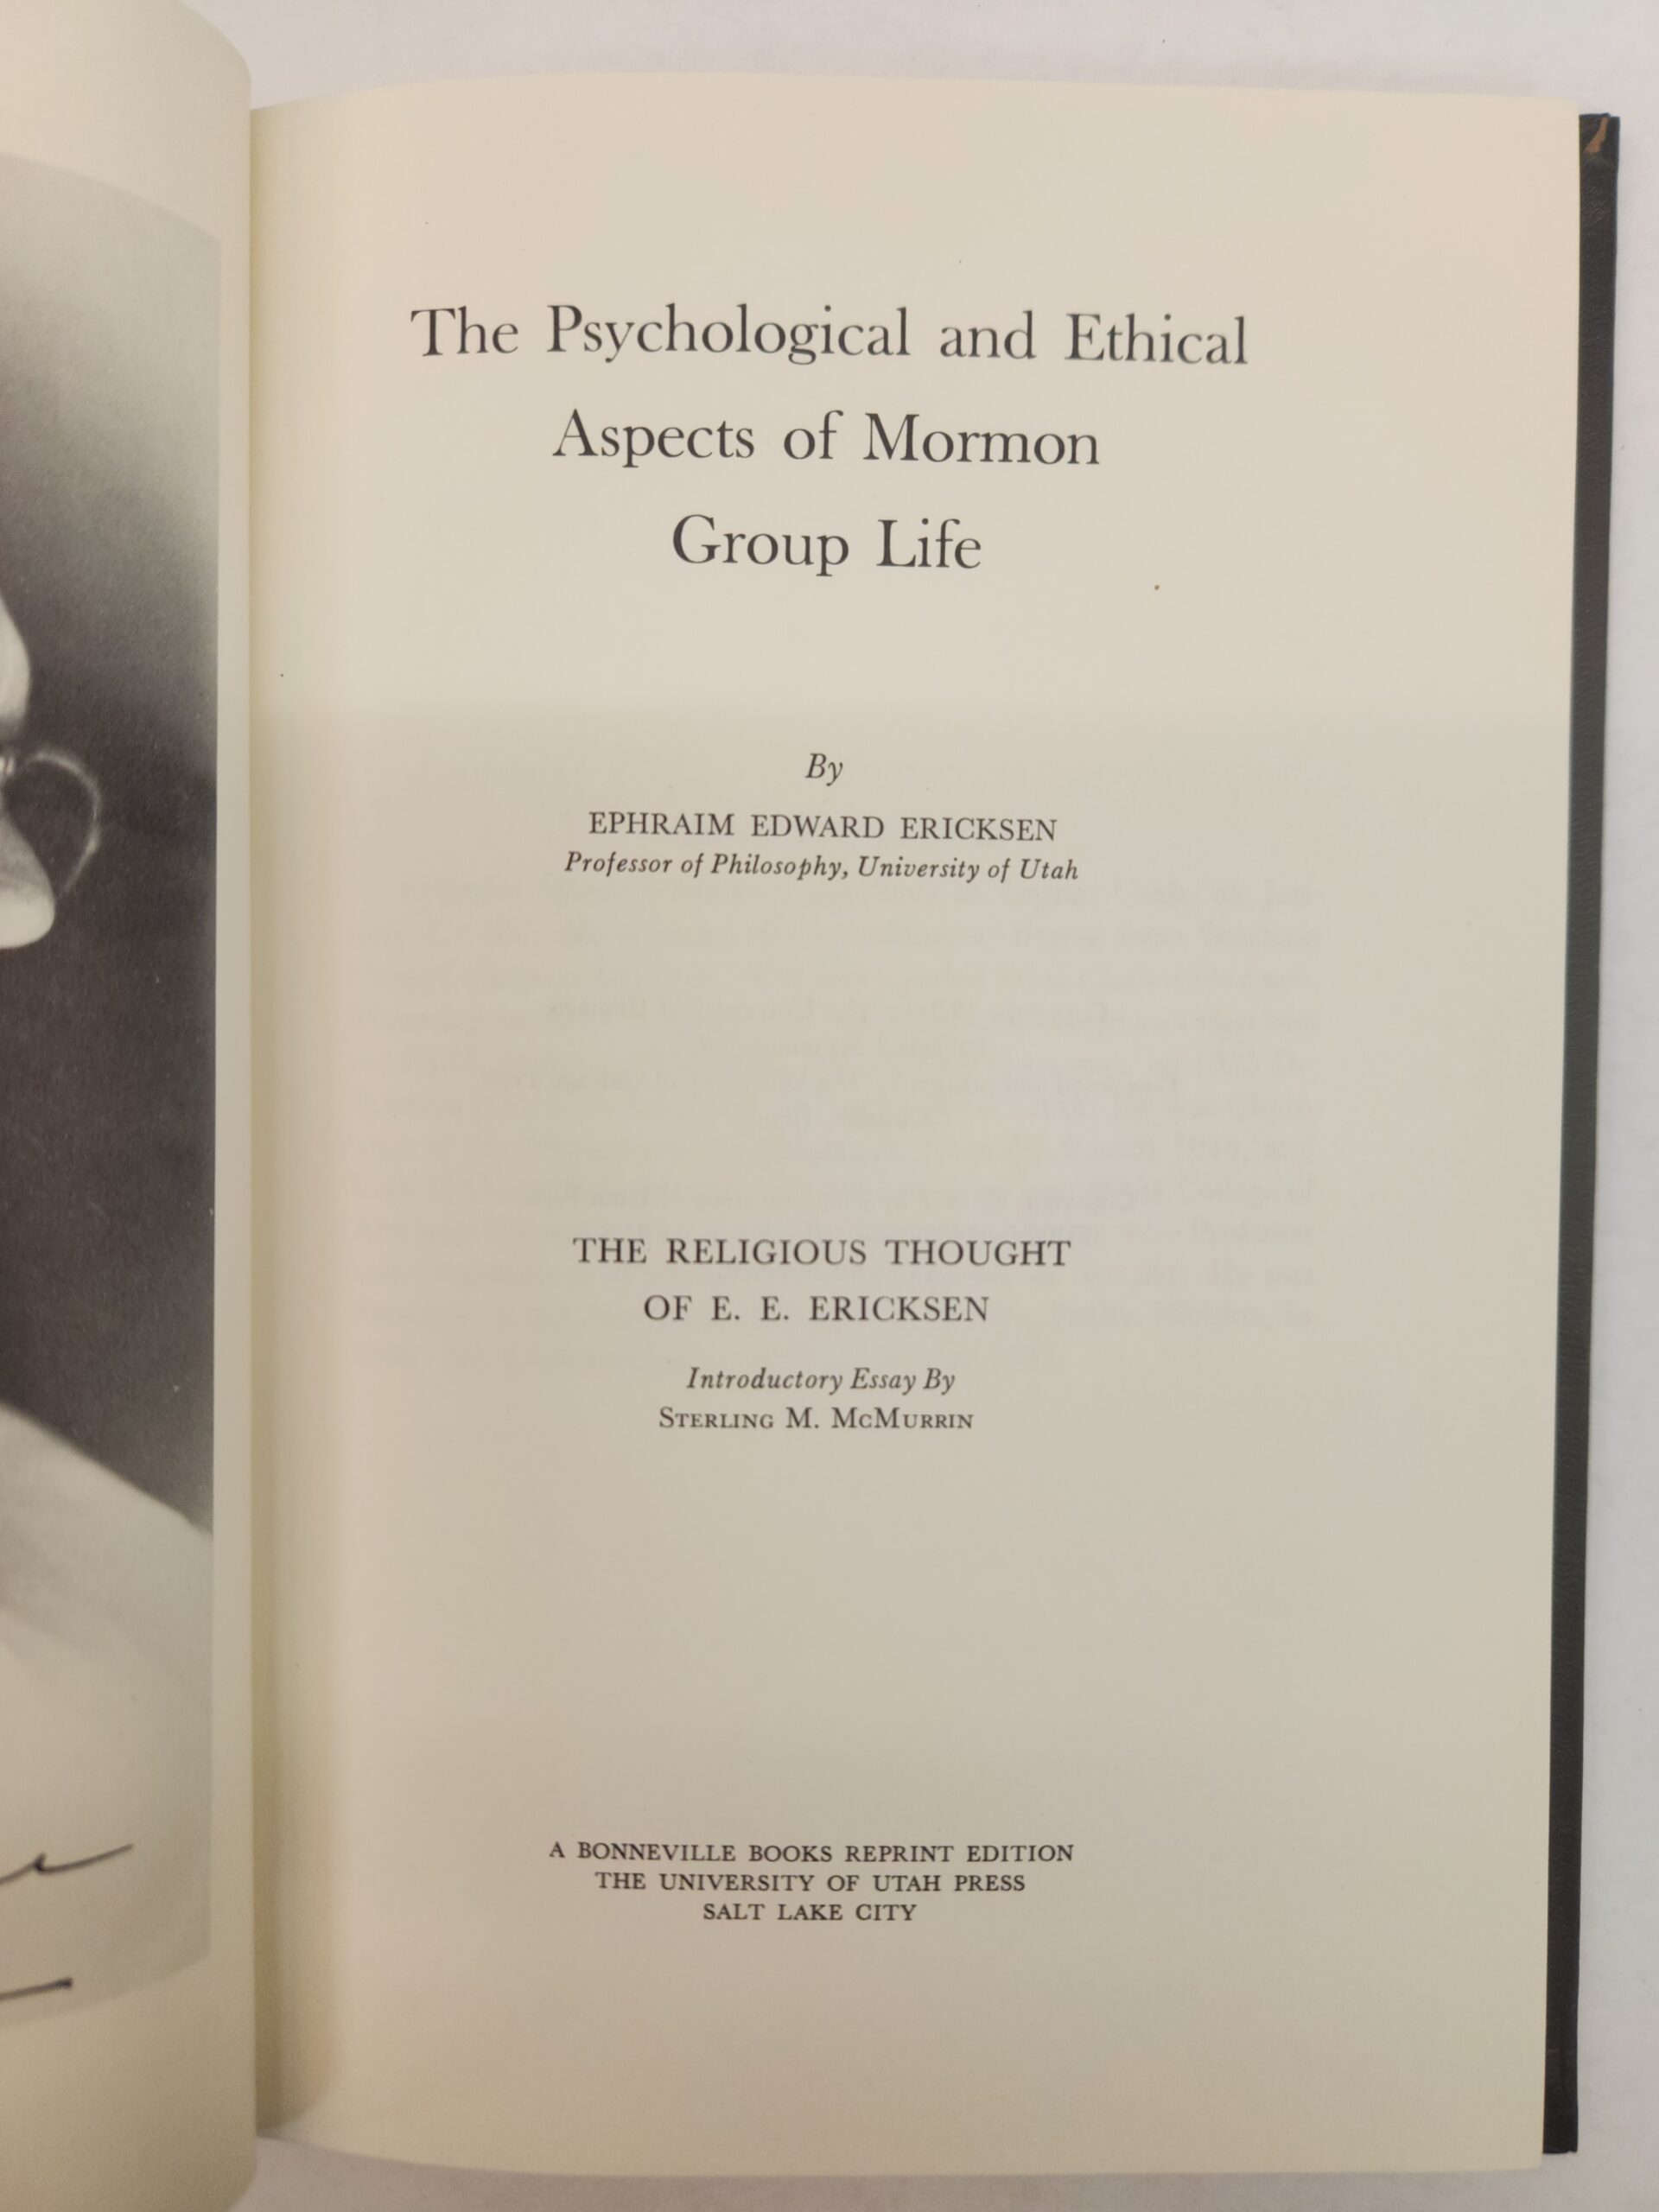 The Psychological and Ethical
Aspects of Mormon
Group Life
By
EPHRAIM EDWARD ERICKSEN
Professor of Philosophy, University of Utah
THE RELIGIOUS THOUGHT
OF E. E. ERICKSEN
Introductory Essay By
STERLING M. MCMURRIN
A BONNEVILLE BOOKS REPRINT EDITION
THE UNIVERSITY OF UTAH PRESS
SALT LAKE CITY